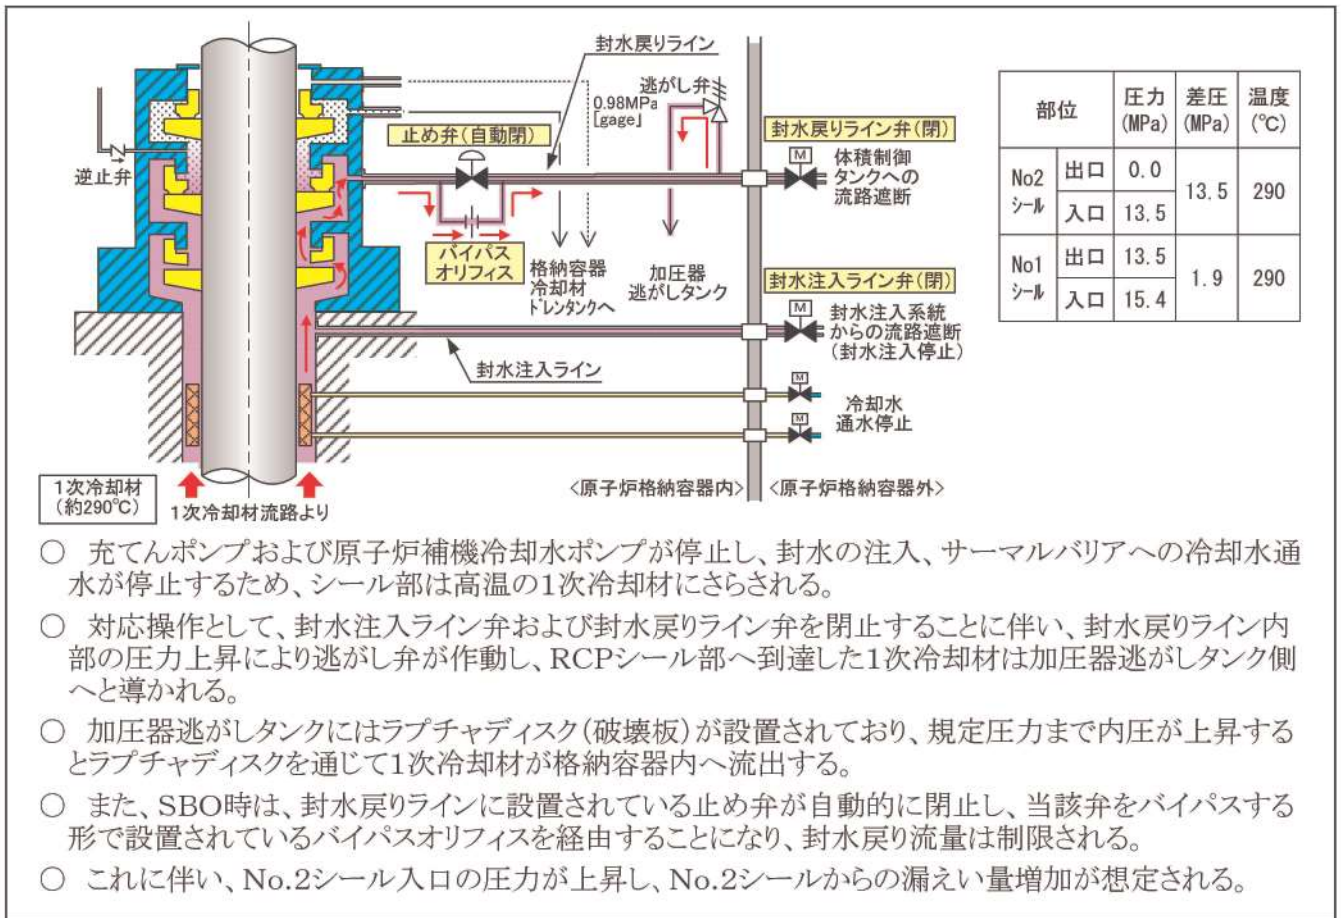 封水戻りライン
逃がし弁
0.98MPa
[gage]
止め弁(自動閉)
封水戻りライン弁(閉)
M
体積制御
タンクへの
流路遮断
逆止弁
バイパス
オリフィス
格納容器
冷却材
ドレンタンクへ
加圧器
逃がしタンク
封水注入ライン弁(閉)
M
封水注入系統
からの流路遮断
(封水注入停止)
封水注入ライン
M
冷却水
通水停止
M
<原子炉格納容器内>
<原子炉格納容器外>
1次冷却材
(約290℃)
1次冷却材流路より
部位 圧力(MPa) 差圧(MPa) 温度(℃)
No2シール 出口 0.0 13.5 290
入口 13.5
No1シール 出口 13.5 1.9 290
入口 15.4
○ 充てんポンプおよび原子炉補機冷却水ポンプが停止し、封水の注入、サーマルバリアへの冷却水通
水が停止するため、シール部は高温の1次冷却材にさらされる。
○ 対応操作として、封水注入ライン弁および封水戻りライン弁を閉止することに伴い、封水戻りライン内
部の圧力上昇により逃がし弁が作動し、RCPシール部へ到達した1次冷却材は加圧器逃がしタンク側
へと導かれる。
○ 加圧器逃がしタンクにはラプチャディスク(破壊板)が設置されており、規定圧力まで内圧が上昇する
とラプチャディスクを通じて1次冷却材が格納容器内へ流出する。
○ また、SBO時は、封水戻りラインに設置されている止め弁が自動的に閉止し、当該弁をバイパスする
形で設置されているバイパスオリフィスを経由することになり、封水戻り流量は制限される。
○ これに伴い、No.2シール入口の圧力が上昇し、No.2シールからの漏えい量増加が想定される。